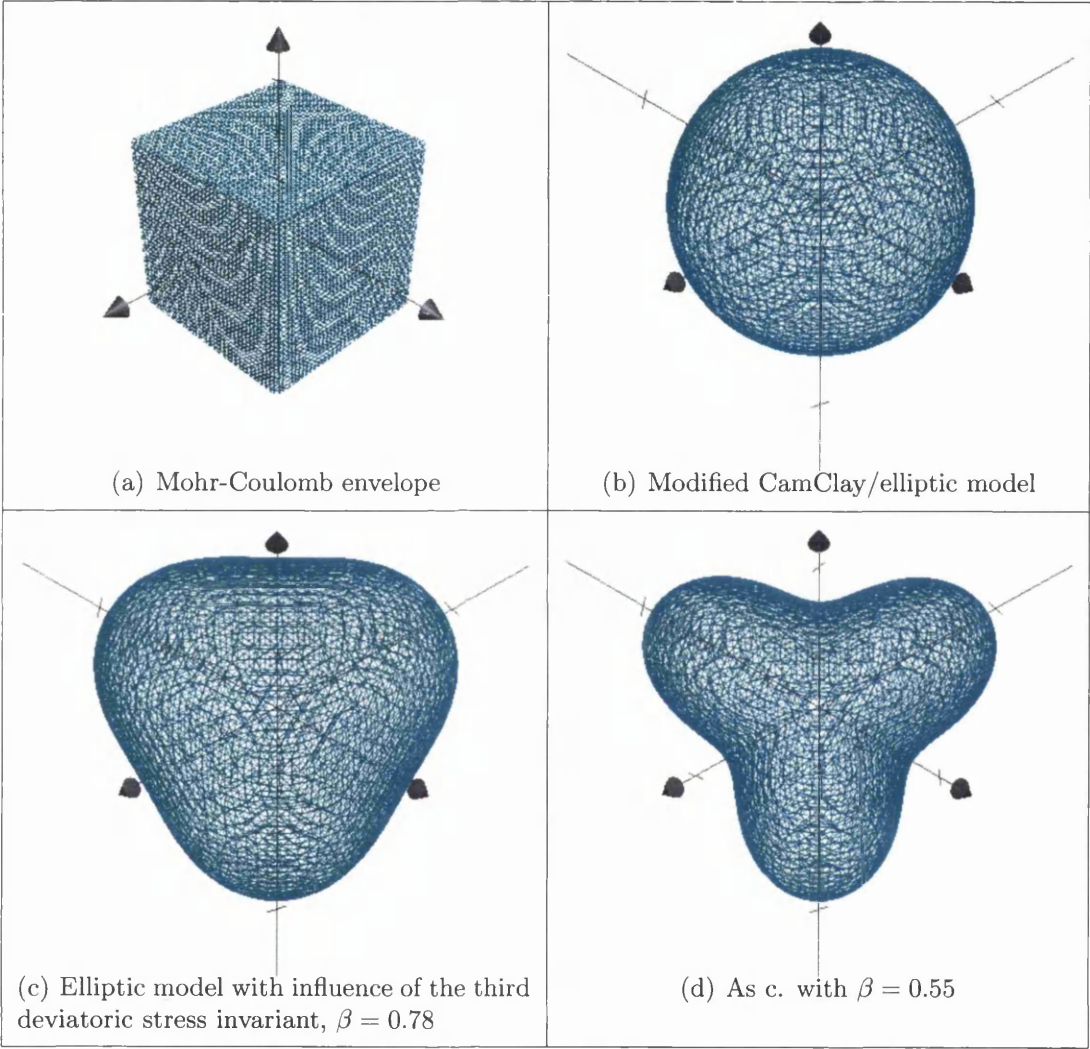 (a) Mohr-Coulomb envelope
(b) Modified CamClay/elliptic model
(c) Elliptic model with influence of the third
deviatoric stress invariant, β = 0.78
(d) As c. with β = 0.55